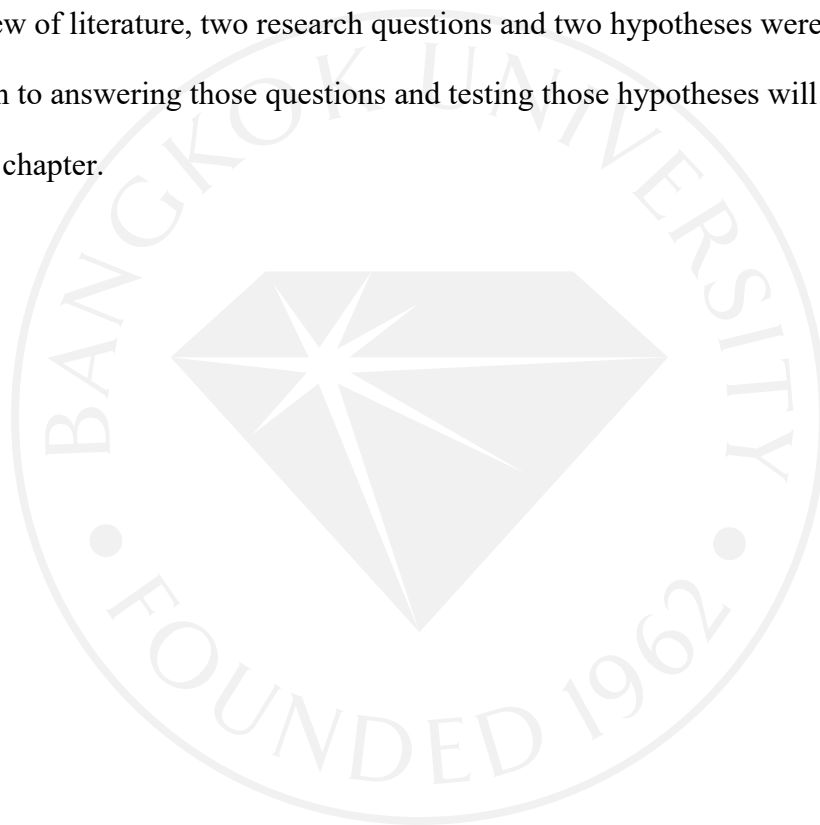 ew of literature, two research questions and two hypotheses were
n to answering those questions and testing those hypotheses will
chapter.
BANGKOK UNIVERSITY
FOUNDED 1962